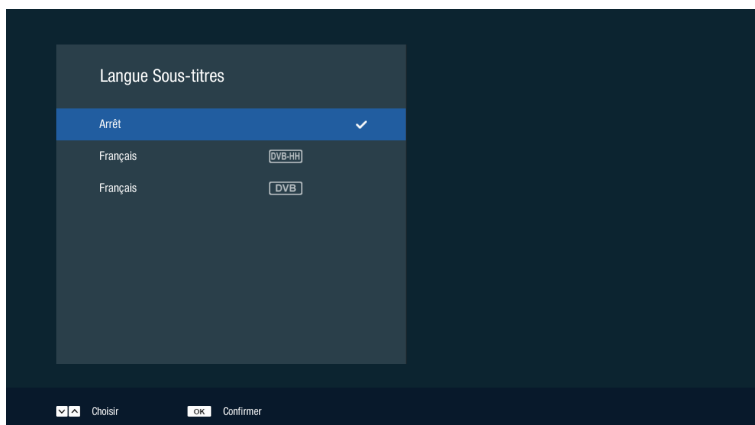 Langue Sous-titres
Arrêt
Français DVB-HH
Français DVB
Choisir OK Confirmer